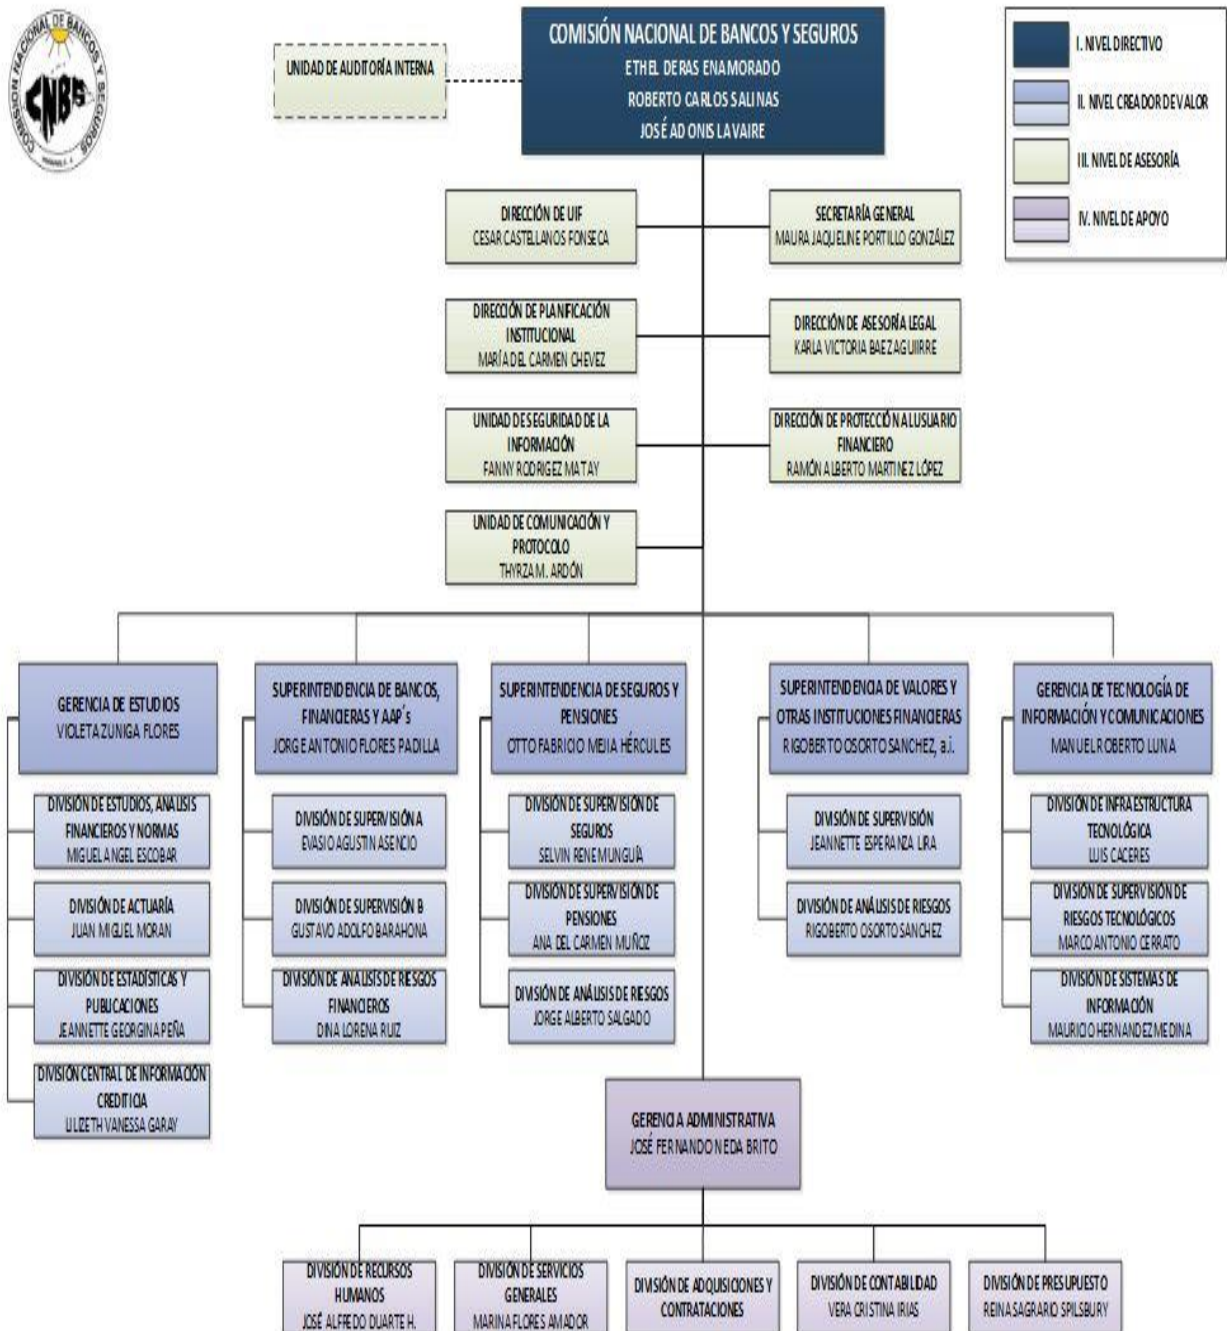 COMISIÓN NACIONAL DE BANCOS Y SEGUROS
CNBS
COMISIÓN NACIONAL DE BANCOS Y SEGUROS
ETHEL DERAS ENAMORADO
ROBERTO CARLOS SALINAS
JOSÉ ADONIS LAVAIRE
UNIDAD DE AUDITORÍA INTERNA
I. NIVEL DIRECTIVO
II. NIVEL CREADOR DE VALOR
III. NIVEL DE ASESORÍA
IV. NIVEL DE APOYO
DIRECCIÓN DE UIF
CESAR CASTELLANOS FONSECA
SECRETARÍA GENERAL
MAURA JAQUELINE PORTILLO GONZÁLEZ
DIRECCIÓN DE PLANIFICACIÓN
INSTITUCIONAL
MARÍA DEL CARMEN CHEVEZ
DIRECCIÓN DE ASESORÍA LEGAL
KARLA VICTORIA BAEZ AGUIRRE
UNIDAD DE SEGURIDAD DE LA
INFORMACIÓN
FANNY RODRIGEZ MATAY
DIRECCIÓN DE PROTECCIÓN AL USUARIO
FINANCIERO
RAMÓN ALBERTO MARTINEZ LÓPEZ
UNIDAD DE COMUNICACIÓN Y
PROTOCOLO
THYRZA M. ARDÓN
GERENCIA DE ESTUDIOS
VIOLETA ZUNIGA FLORES
SUPERINTENDENCIA DE BANCOS,
FINANCIERAS Y AAP´s
JORGE ANTONIO FLORES PADILLA
SUPERINTENDENCIA DE SEGUROS Y
PENSIONES
OTTO FABRICIO MEJIA HÉRCULES
SUPERINTENDENCIA DE VALORES Y
OTRAS INSTITUCIONES FINANCIERAS
RIGOBERTO OSORTO SANCHEZ, a.i.
GERENCIA DE TECNOLOGÍA DE
INFORMACIÓN Y COMUNICACIONES
MANUEL ROBERTO LUNA
DIVISIÓN DE ESTUDIOS, ANALISIS
FINANCIEROS Y NORMAS
MIGUEL ANGEL ESCOBAR
DIVISIÓN DE SUPERVISIÓN A
EVASIO AGUSTIN ASENCIO
DIVISIÓN DE SUPERVISIÓN DE
SEGUROS
SELVIN RENE MUNGUÍA
DIVISIÓN DE SUPERVISIÓN
JEANNETTE ESPERANZA LIRA
DIVISIÓN DE INFRAESTRUCTURA
TECNOLÓGICA
LUIS CACERES
DIVISIÓN DE ACTUARÍA
JUAN MIGUEL MORAN
DIVISIÓN DE SUPERVISIÓN B
GUSTAVO ADOLFO BARAHONA
DIVISIÓN DE SUPERVISIÓN DE
PENSIONES
ANA DEL CARMEN MUÑOZ
DIVISIÓN DE ANÁLISIS DE RIESGOS
RIGOBERTO OSORTO SANCHEZ
DIVISIÓN DE SUPERVISIÓN DE
RIESGOS TECNOLÓGICOS
MARCO ANTONIO CERRATO
DIVISIÓN DE ESTADÍSTICAS Y
PUBLICACIONES
JEANNETTE GEORGINA PEÑA
DIVISIÓN DE ANALISIS DE RIESGOS
FINANCIEROS
DINA LORENA RUIZ
DIVISIÓN DE ANÁLISIS DE RIESGOS
JORGE ALBERTO SALGADO
DIVISIÓN DE SISTEMAS DE
INFORMACIÓN
MAURICIO HERNANDEZ MEDINA
DIVISIÓN CENTRAL DE INFORMACIÓN
CREDITICIA
LILIZETH VANESSA GARAY
GERENCIA ADMINISTRATIVA
JOSÉ FERNANDO NEDA BRITO
DIVISIÓN DE RECURSOS
HUMANOS
JOSÉ ALFREDO DUARTE H.
DIVISIÓN DE SERVICIOS
GENERALES
MARINA FLORES AMADOR
DIVISIÓN DE ADQUISICIONES Y
CONTRATACIONES
DIVISIÓN DE CONTABILIDAD
VERA CRISTINA IRIAS
DIVISIÓN DE PRESUPUESTO
REINA SAGRARIO SPILSBURY